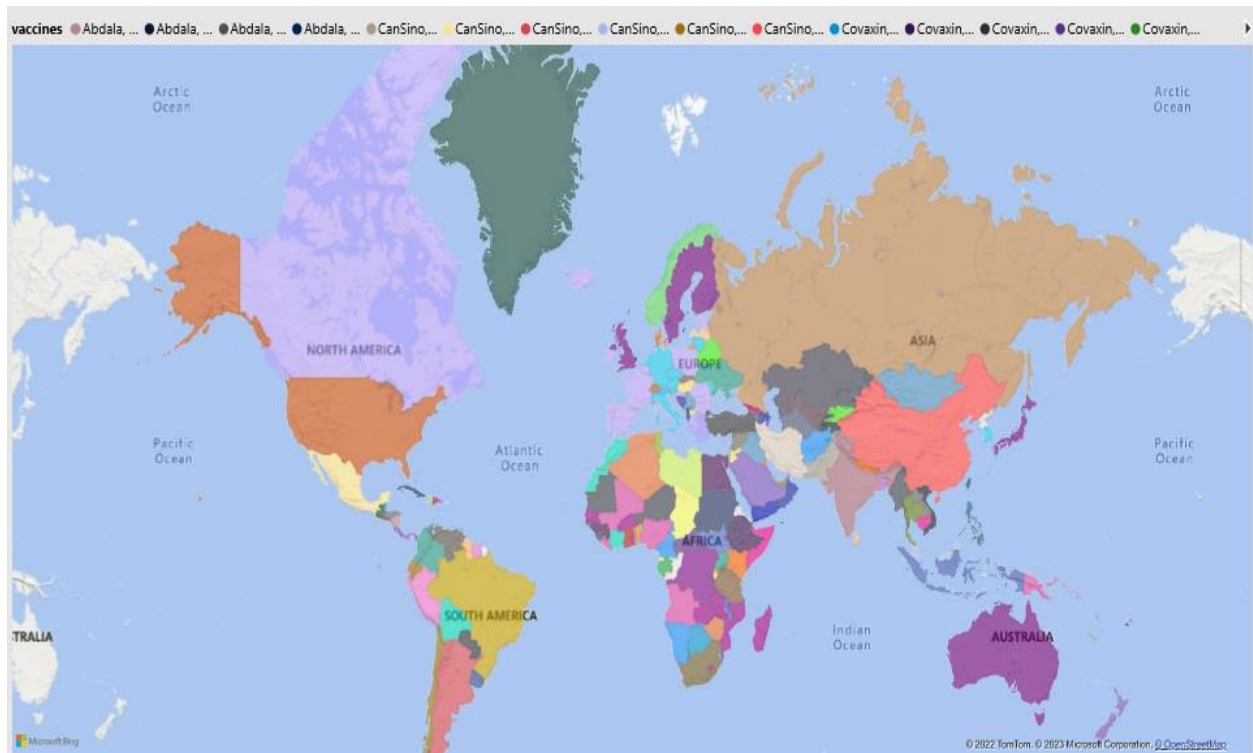 vaccines Abdala, ... Abdala, ... Abdala, ... Abdala, ... CanSino,... CanSino,... CanSino,... CanSino,... CanSino,... CanSino,... Covaxin,... Covaxin,... Covaxin,... Covaxin,... Covaxin,...
Arctic
Ocean
Arctic
Ocean
NORTH AMERICA
EUROPE
ASIA
Pacific
Ocean
Atlantic
Ocean
Pacific
Ocean
AFRICA
SOUTH AMERICA
Indian
Ocean
TRALIA
AUSTRALIA
Microsoft Bing
© 2022 TomTom, © 2023 Microsoft Corporation, © OpenStreetMap